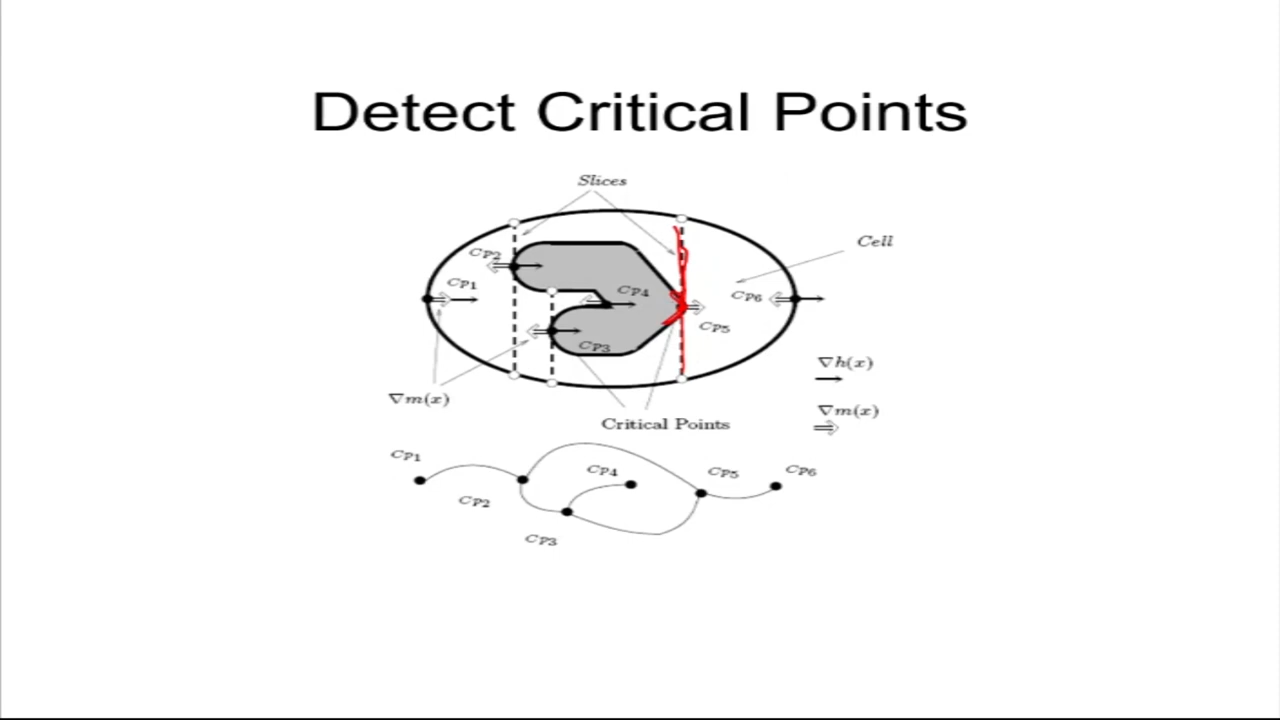 Detect Critical Points
Slices
Cell
CP2
CP1
CP4
CP6
CP5
CP3
∇h(x)
∇m(x)
∇m(x)
Critical Points
CP1
CP4
CP5
CP6
CP2
CP3